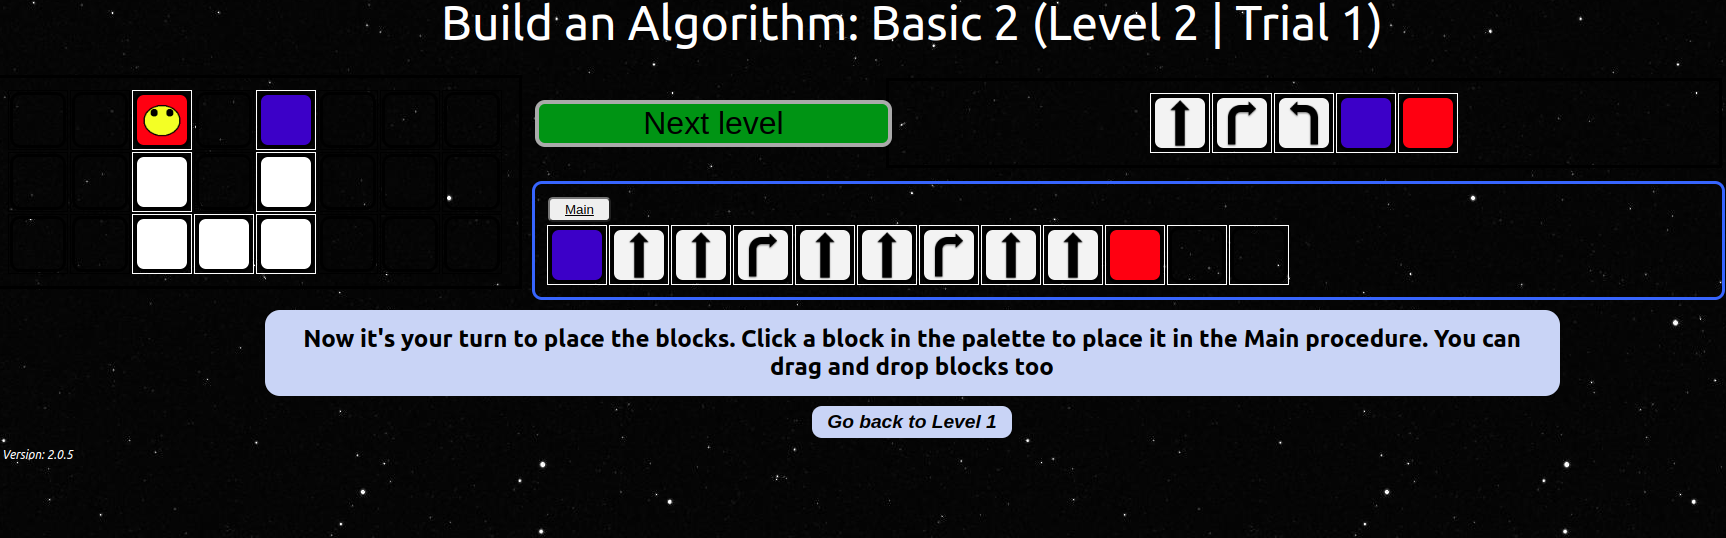 Build an Algorithm: Basic 2 (Level 2 | Trial 1)
Next level
Main
Now it's your turn to place the blocks. Click a block in the palette to place it in the Main procedure. You can
drag and drop blocks too
Go back to Level 1
Version: 2.0.5